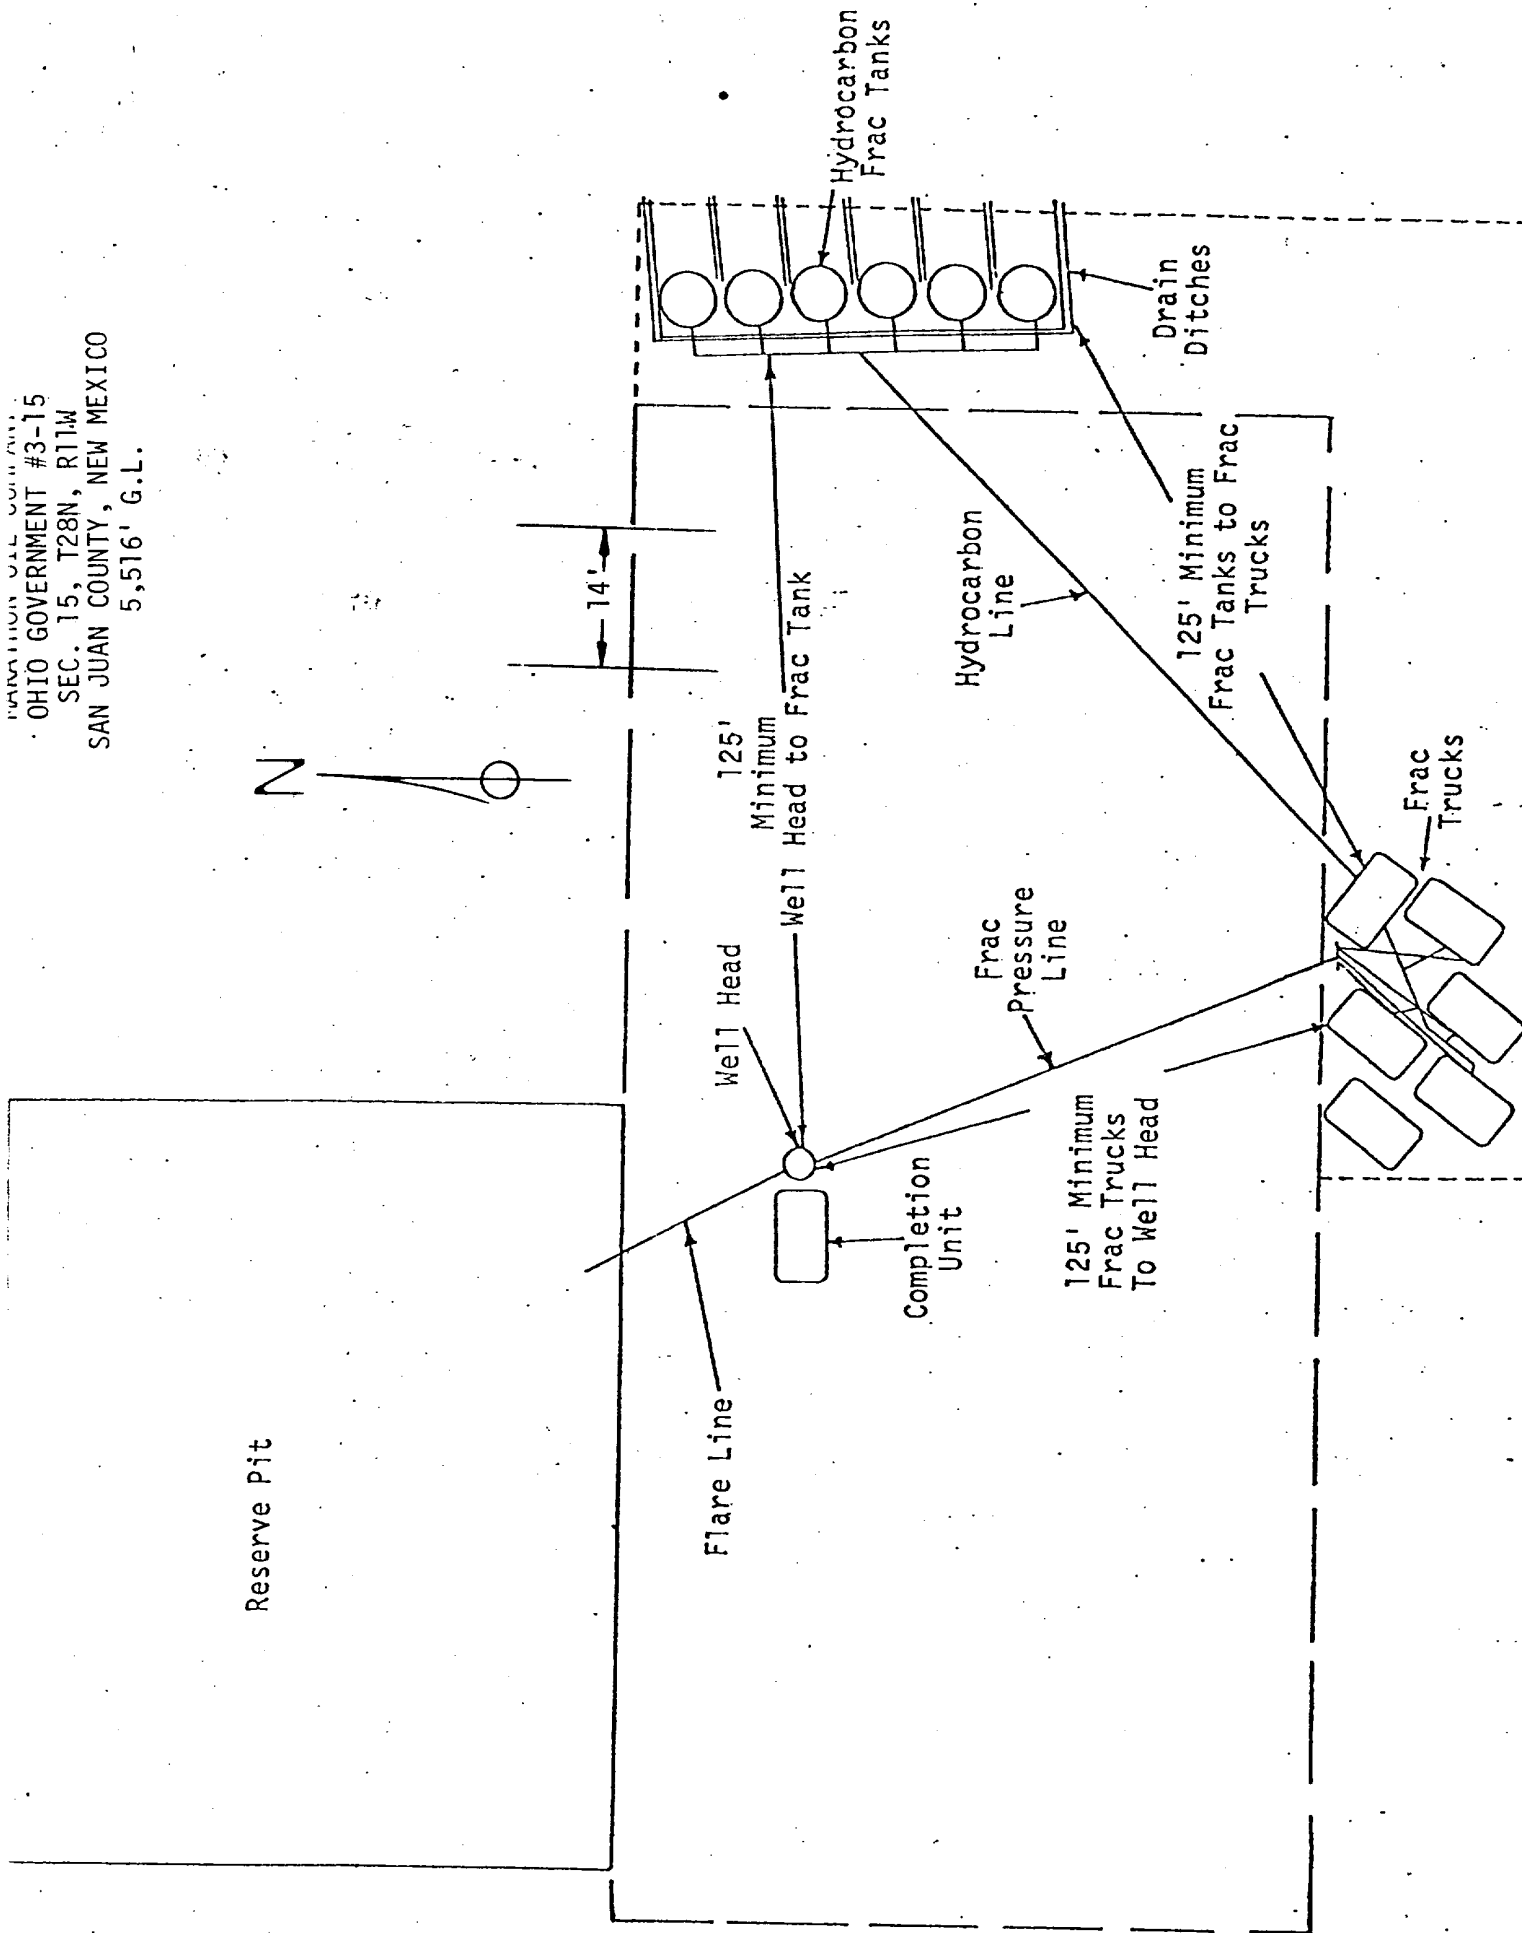 OHIO GOVERNMENT #3-15
SEC. 15, T28N, R11W
SAN JUAN COUNTY, NEW MEXICO
5,516' G.L.
N
14'
Reserve Pit
Hydrocarbon
Frac Tanks
Drain
Ditches
125'
Minimum
Well Head to Frac Tank
Hydrocarbon
Line
125' Minimum
Frac Tanks to Frac
Trucks
Well Head
Frac
Pressure
Line
Frac
Trucks
Flare Line
Completion
Unit
125' Minimum
Frac Trucks
To Well Head